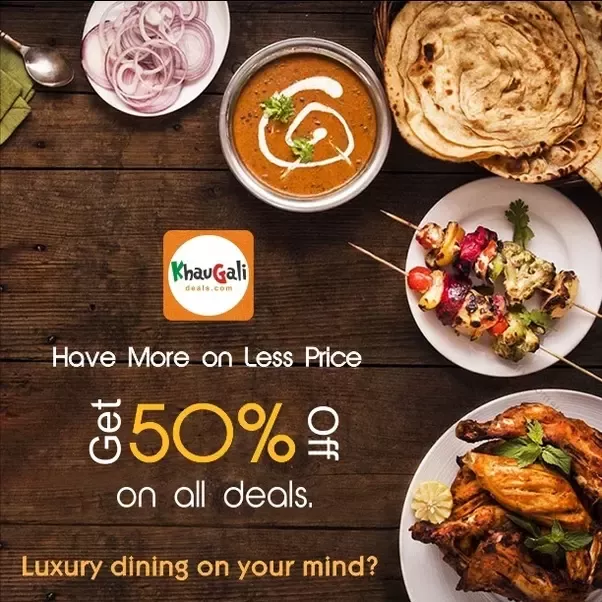 KhauGali
deals.com
Have More on Less Price
Get 50% Off
on all deals.
Luxury dining on your mind?